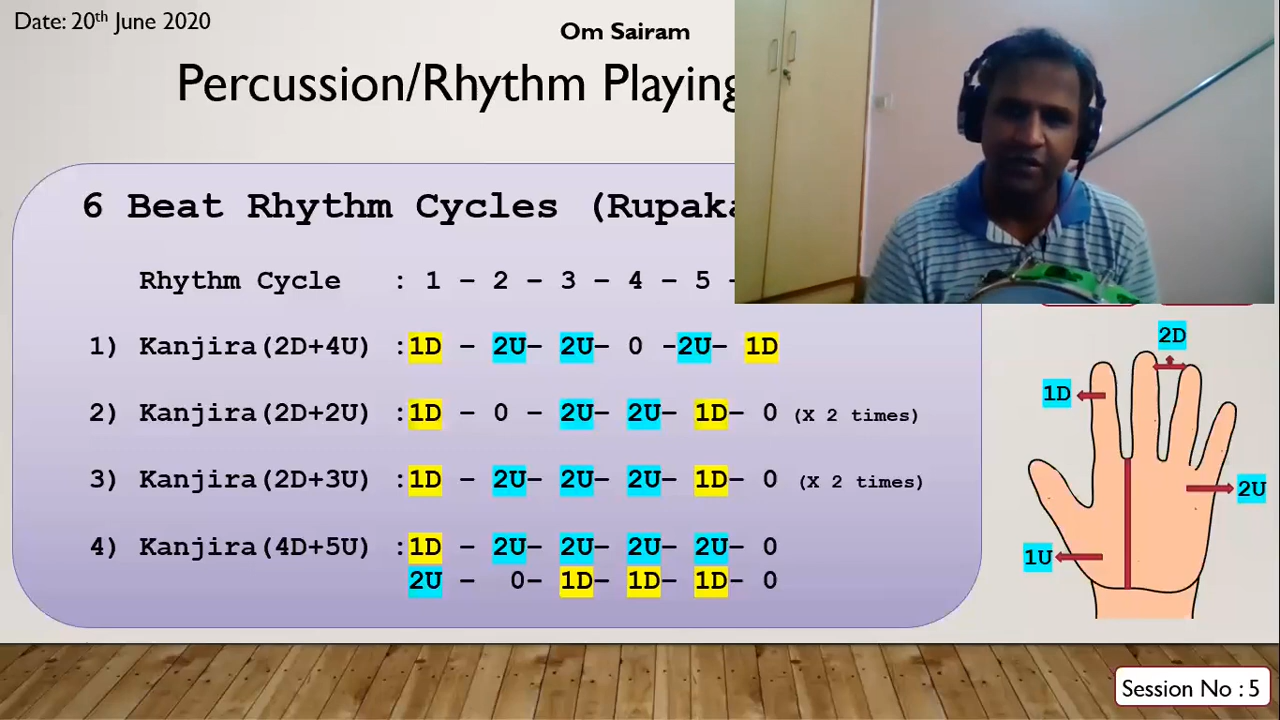 Date: 20th June 2020
Om Sairam
Percussion/Rhythm Playing
6 Beat Rhythm Cycles (Rupaka
Rhythm Cycle : 1 – 2 – 3 – 4 – 5 –
1) Kanjira(2D+4U) :1D – 2U– 2U– 0 –2U– 1D
2) Kanjira(2D+2U) :1D – 0 – 2U– 2U– 1D– 0 (X 2 times)
3) Kanjira(2D+3U) :1D – 2U– 2U– 2U– 1D– 0 (X 2 times)
4) Kanjira(4D+5U) :1D – 2U– 2U– 2U– 2U– 0
2U – 0– 1D– 1D– 1D– 0
2D
1D
2U
1U
Session No : 5